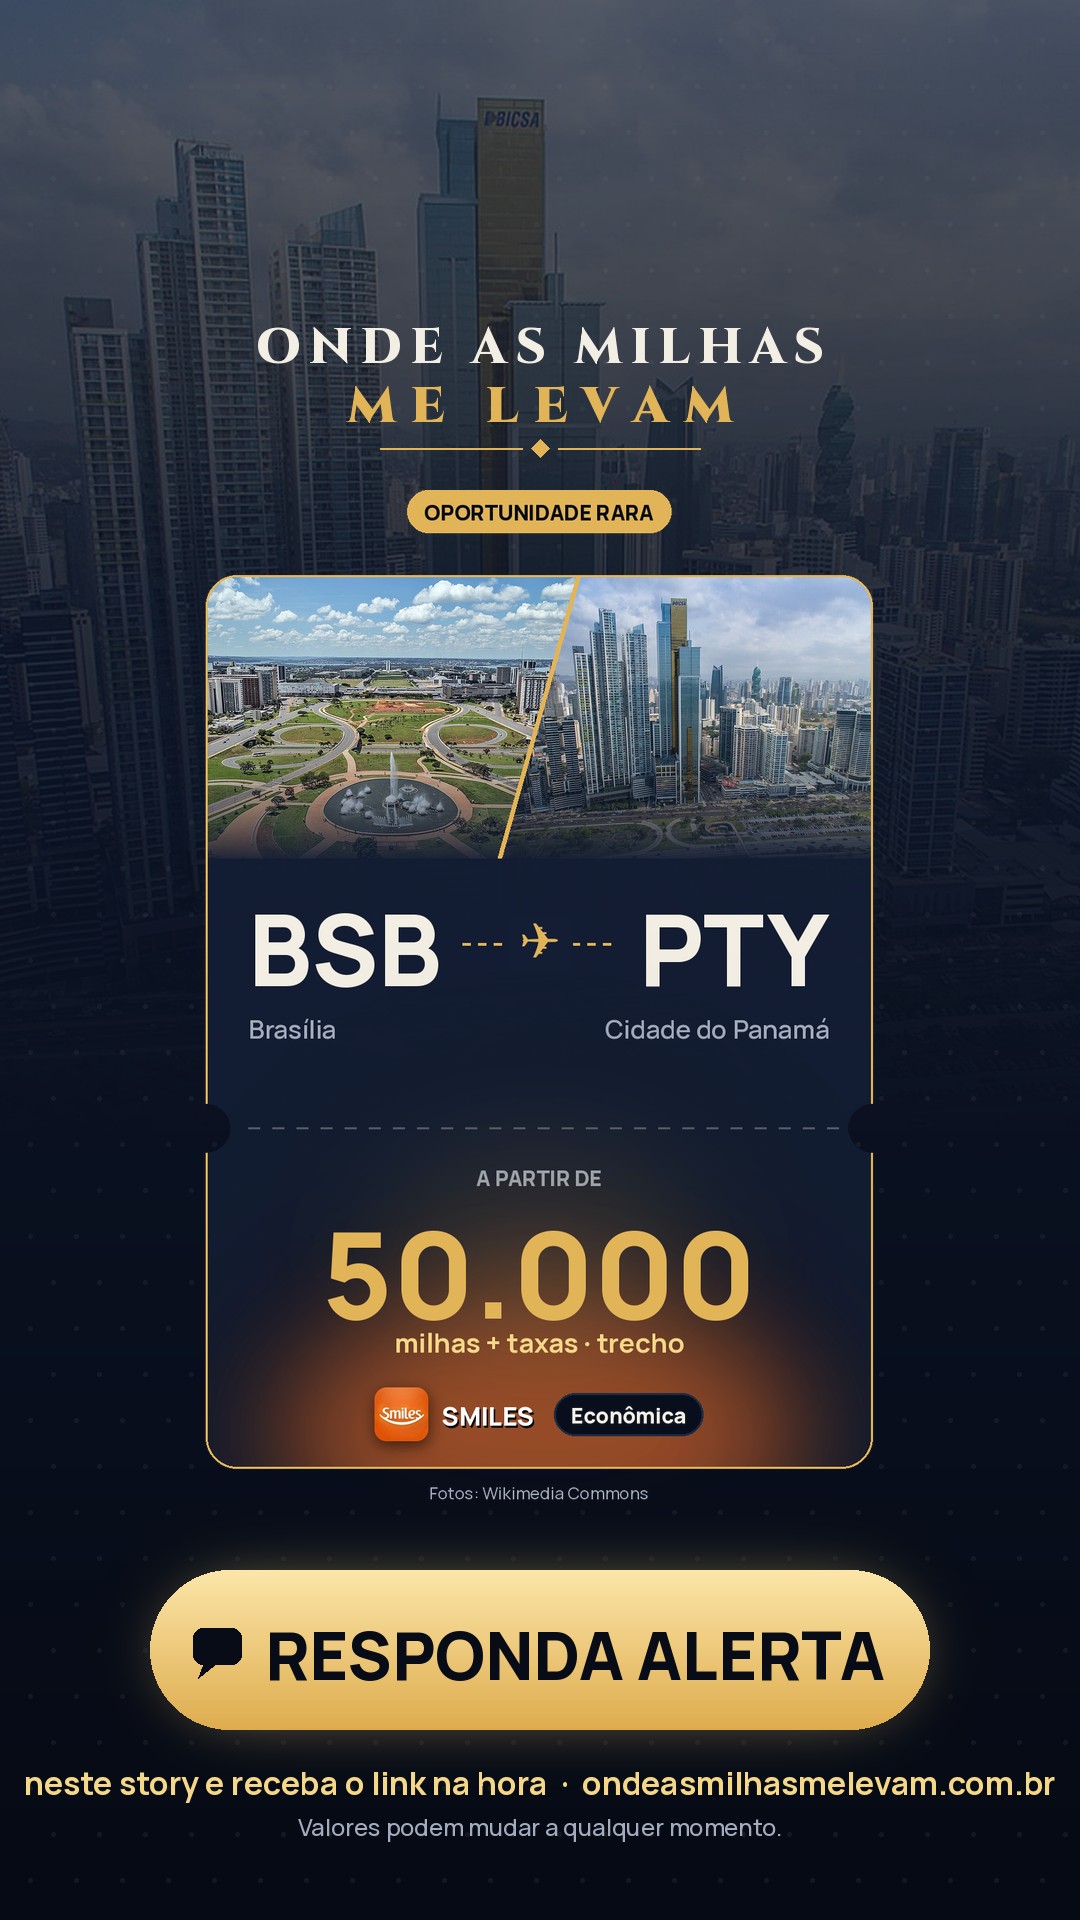 BICSA
ONDE AS MILHAS
ME LEVAM
OPORTUNIDADE RARA
BSB --- ✈ --- PTY
Brasília Cidade do Panamá
A PARTIR DE
50.000
milhas + taxas · trecho
Smiles SMILES Econômica
Fotos: Wikimedia Commons
RESPONDA ALERTA
neste story e receba o link na hora · ondeasmilhasmelevam.com.br
Valores podem mudar a qualquer momento.